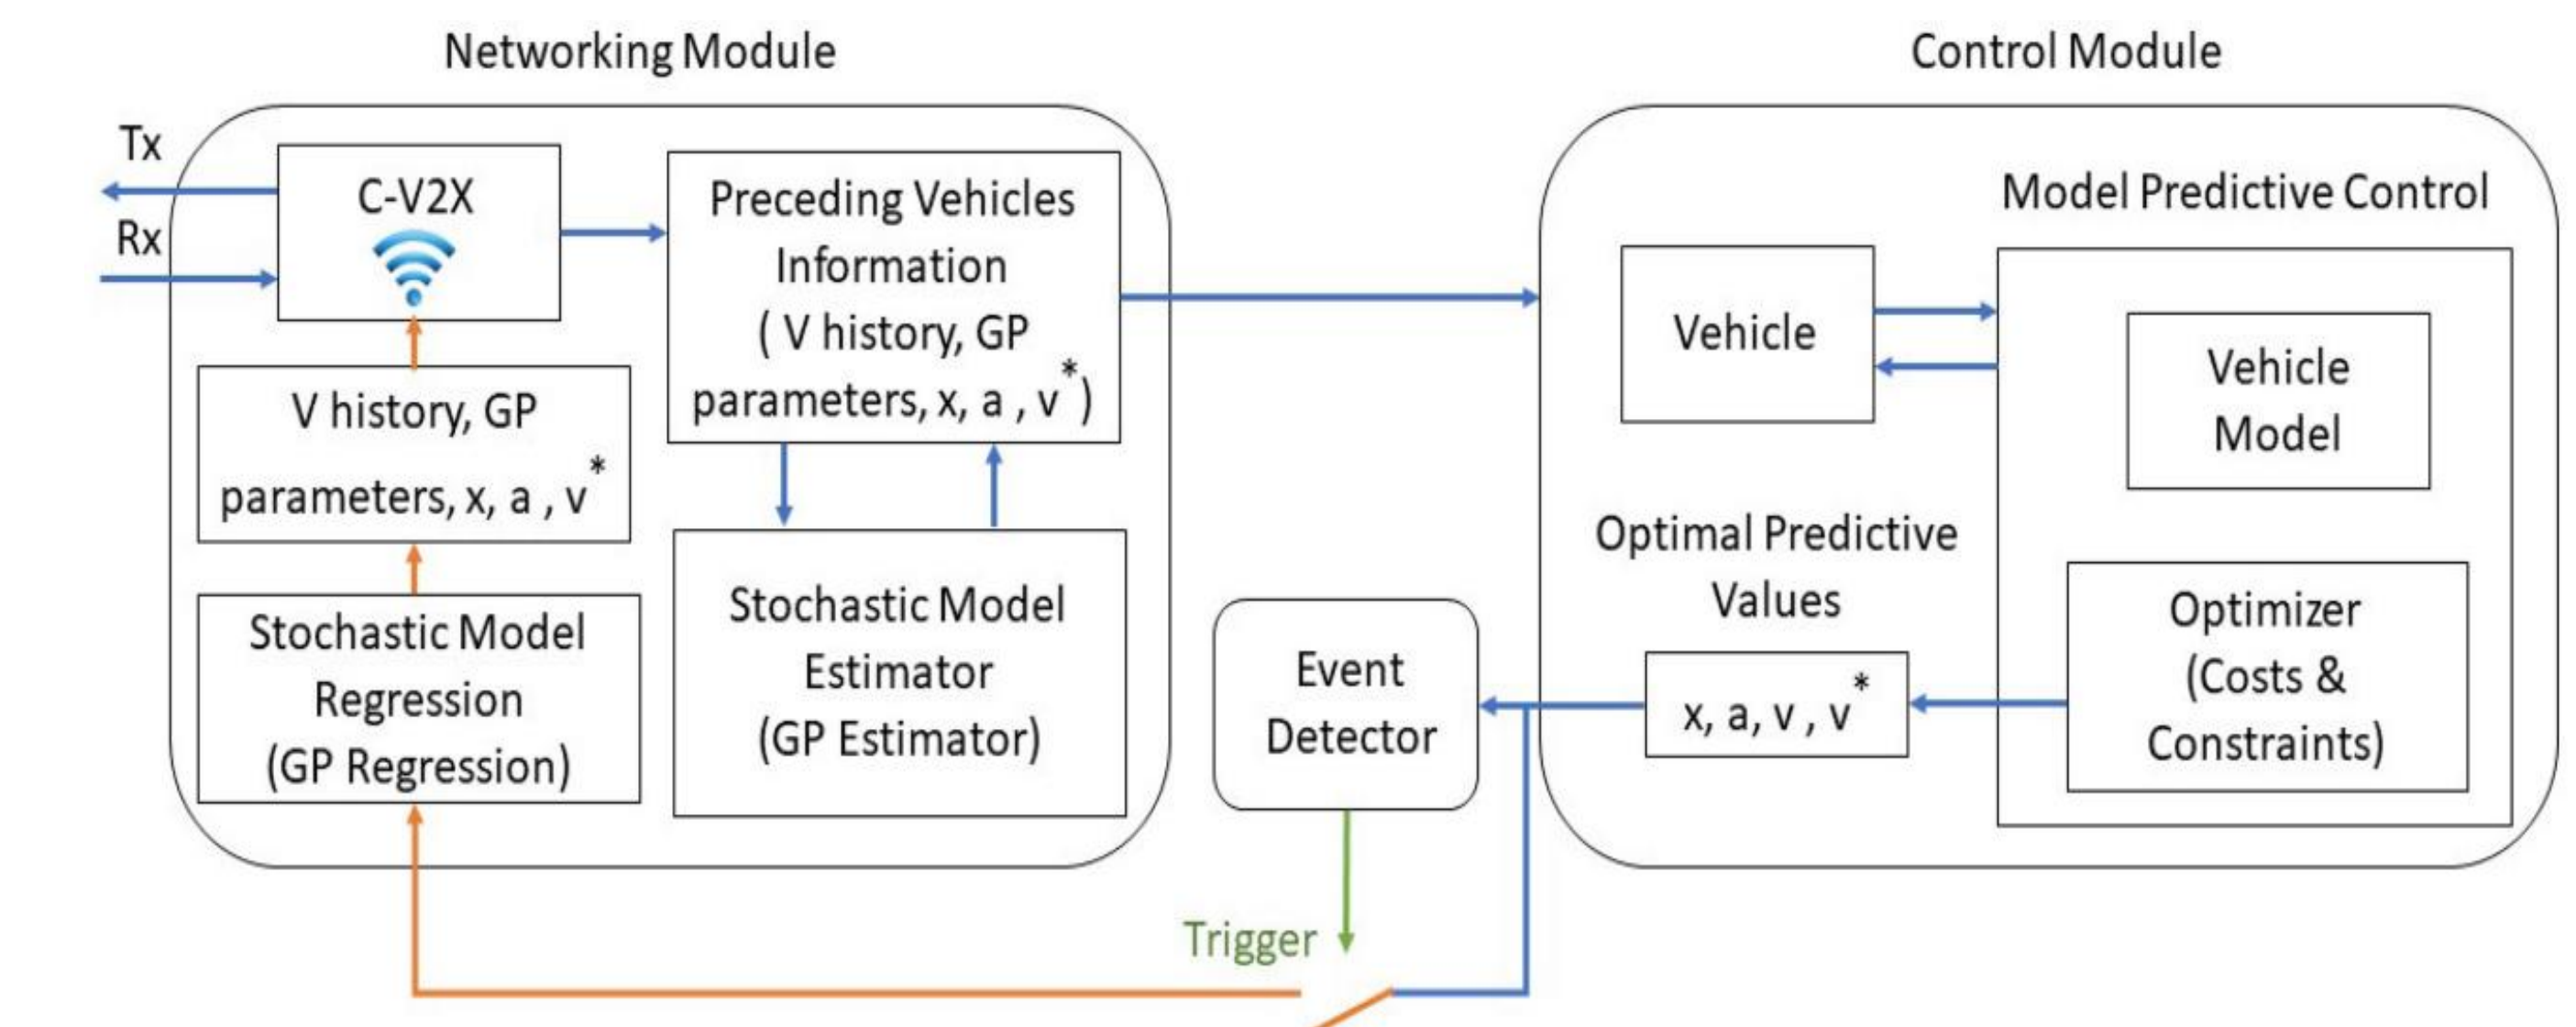 Networking Module
Control Module
Tx
Rx
C-V2X
Preceding Vehicles
Information
( V history, GP
parameters, x, a , v*)
V history, GP
parameters, x, a , v*
Stochastic Model
Regression
(GP Regression)
Stochastic Model
Estimator
(GP Estimator)
Event
Detector
Trigger
Model Predictive Control
Vehicle
Vehicle
Model
Optimal Predictive
Values
x, a, v , v*
Optimizer
(Costs &
Constraints)